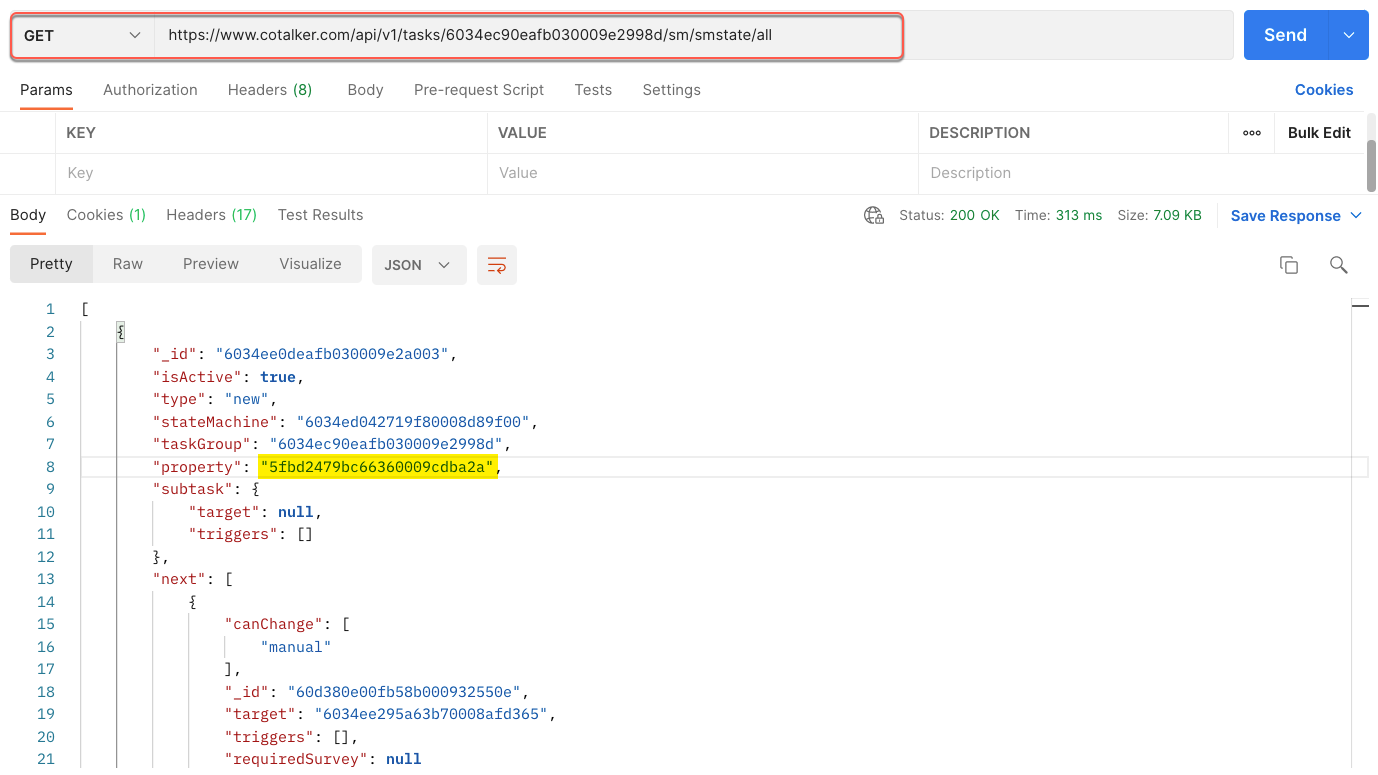 GET https://www.cotalker.com/api/v1/tasks/6034ec90eafb030009e2998d/sm/smstate/all Send
Params Authorization Headers (8) Body Pre-request Script Tests Settings Cookies
KEY VALUE DESCRIPTION ooo Bulk Edit
Key Value Description
Body Cookies (1) Headers (17) Test Results Status: 200 OK Time: 313 ms Size: 7.09 KB Save Response
Pretty Raw Preview Visualize JSON
1 [
2 {
3 "_id": "6034ee0deafb030009e2a003",
4 "isActive": true,
5 "type": "new",
6 "stateMachine": "6034ed042719f80008d89f00",
7 "taskGroup": "6034ec90eafb030009e2998d",
8 "property": "5fbd2479bc66360009cdba2a",
9 "subtask": {
10 "target": null,
11 "triggers": []
12 },
13 "next": [
14 {
15 "canChange": [
16 "manual"
17 ],
18 "_id": "60d380e00fb58b000932550e",
19 "target": "6034ee295a63b70008afd365",
20 "triggers": [],
21 "requiredSurvey": null